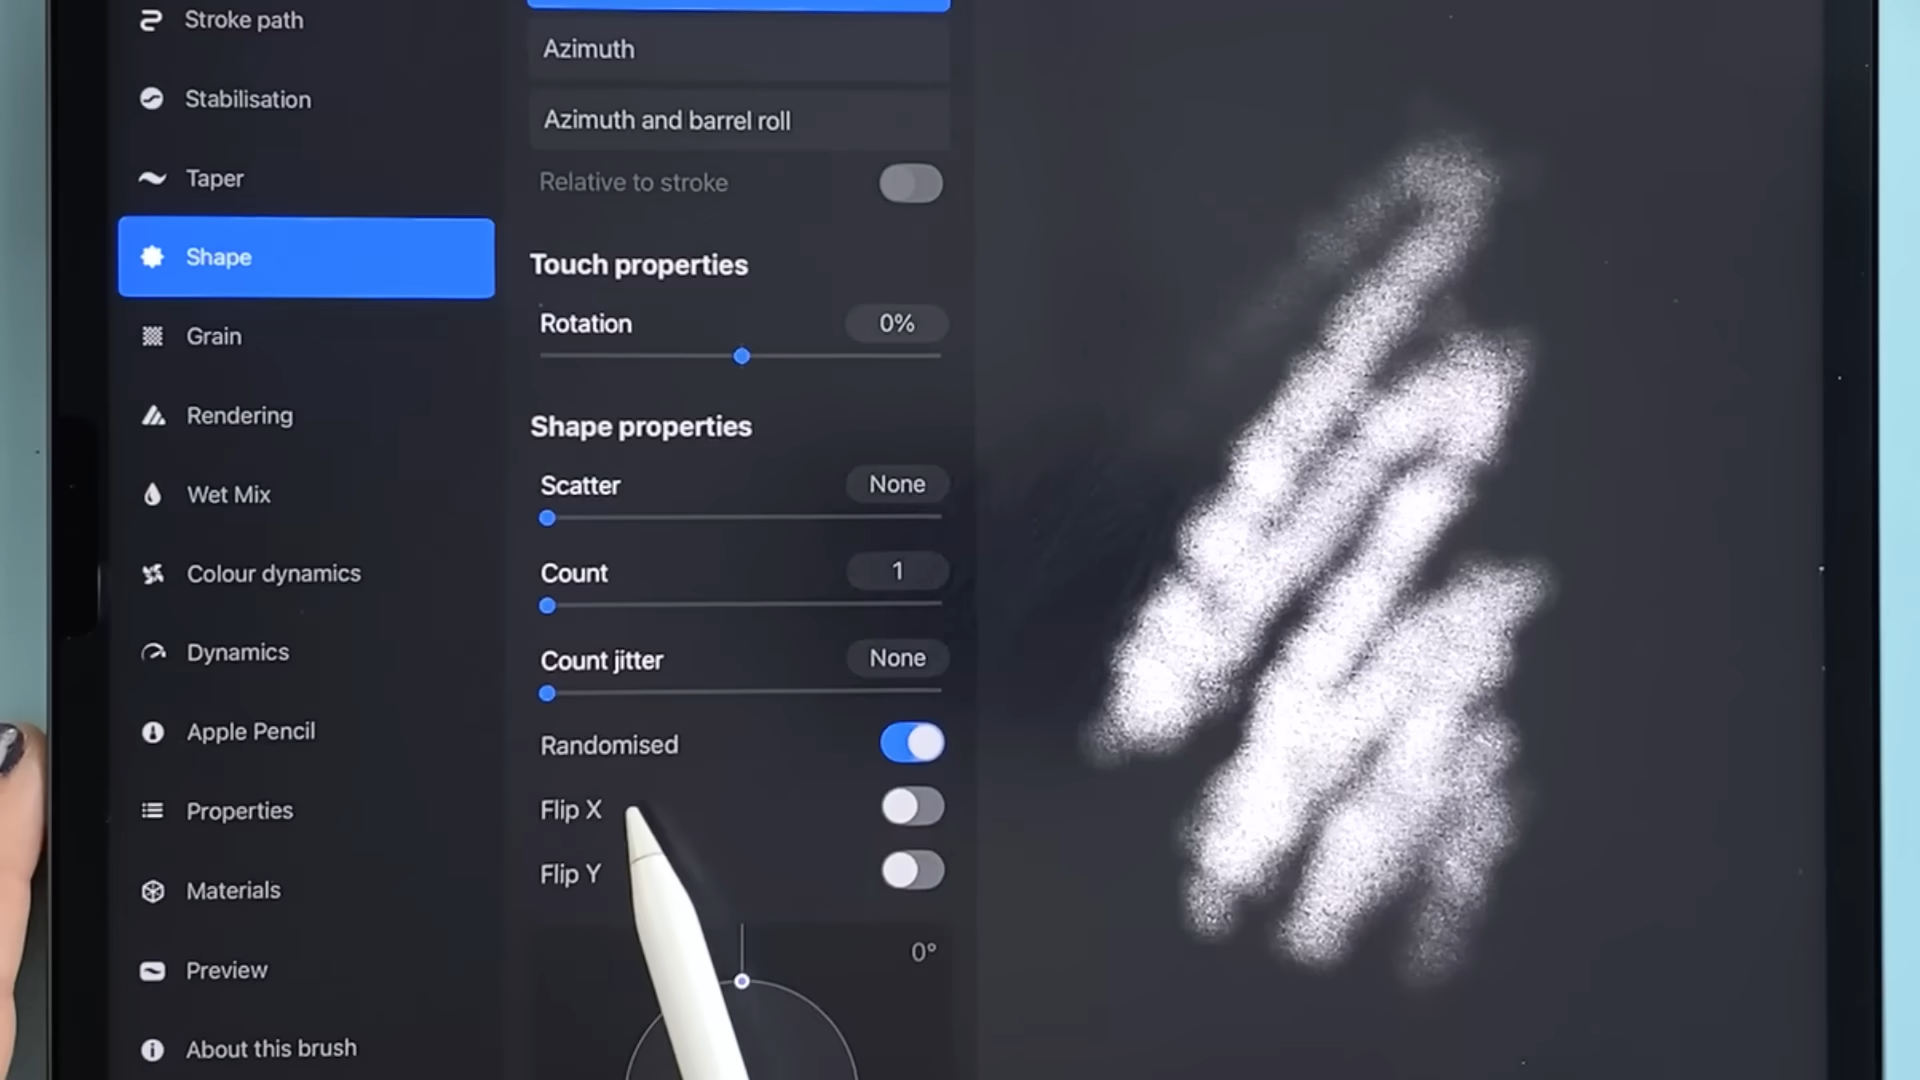 Stroke path
Stabilisation
Taper
Shape
Grain
Rendering
Wet Mix
Colour dynamics
Dynamics
Apple Pencil
Properties
Materials
Preview
About this brush
Azimuth
Azimuth and barrel roll
Relative to stroke
Touch properties
Rotation 0%
Shape properties
Scatter None
Count 1
Count jitter None
Randomised
Flip X
Flip Y
0°